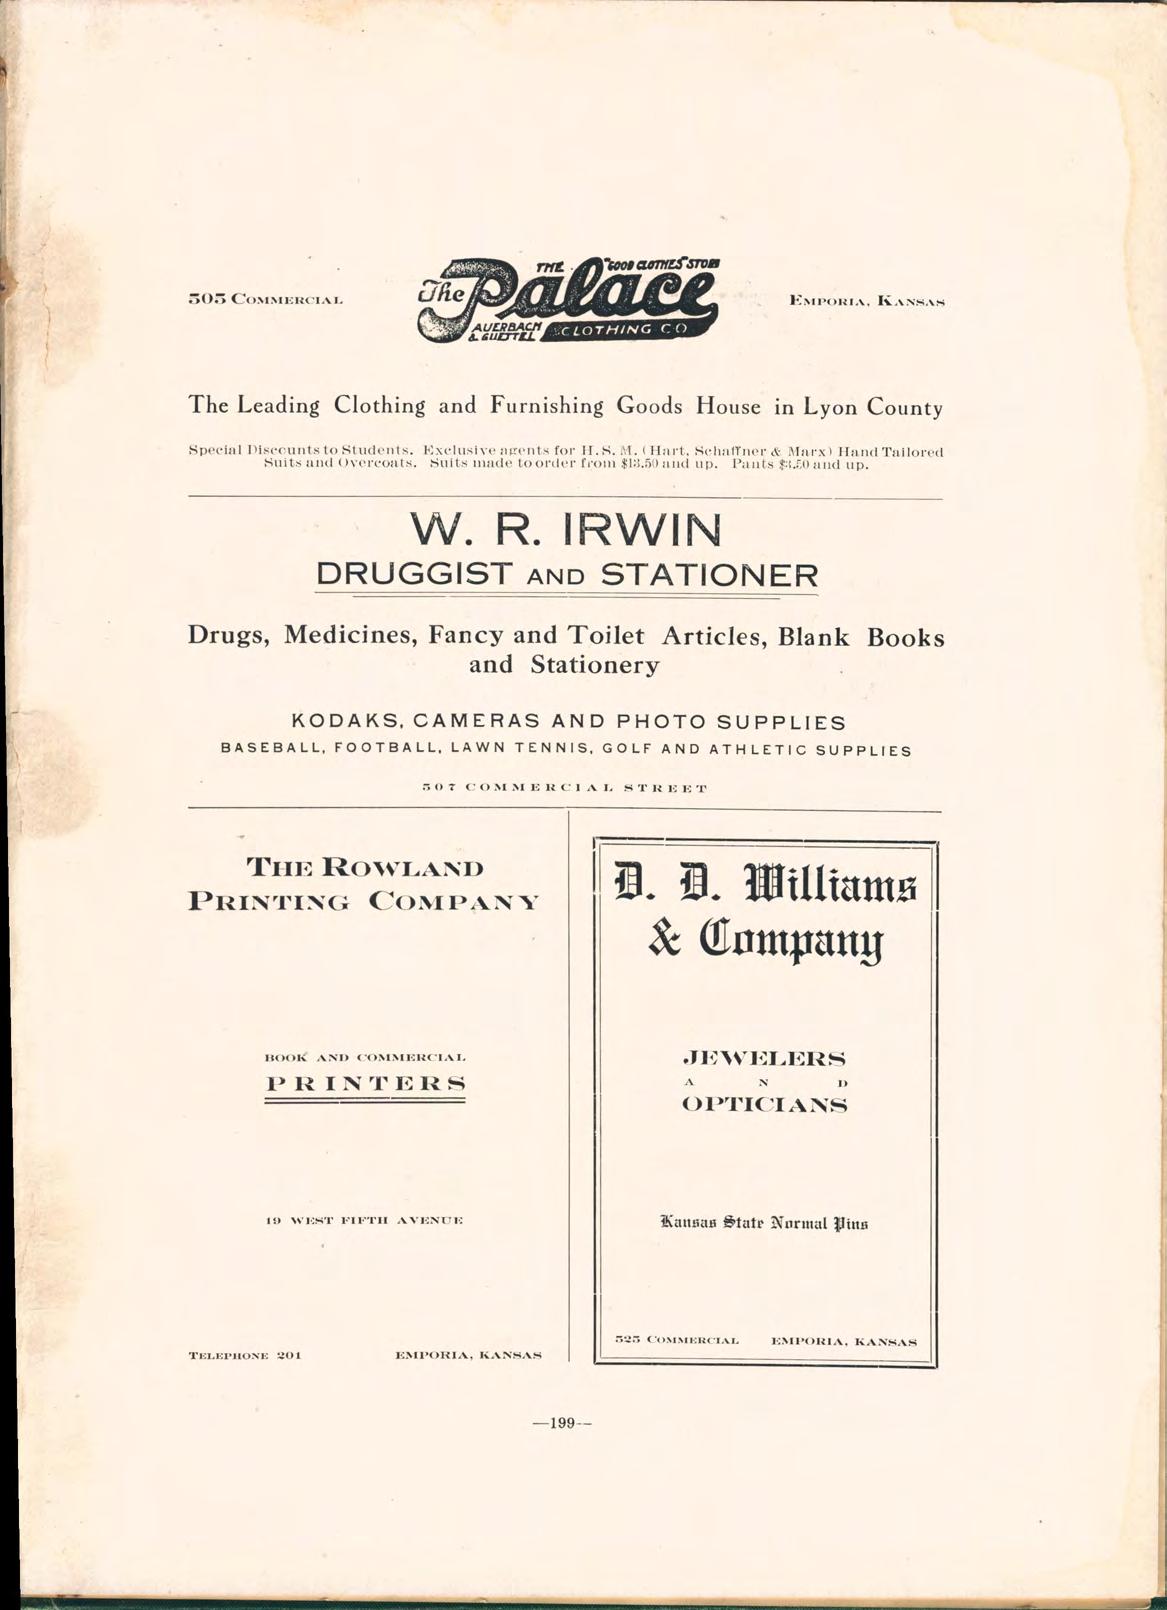 505 COMMERCIAL
The Palace
THE "GOOD CLOTHES" STORE
AUERBACH & GUETTEL
CLOTHING CO
EMPORIA, KANSAS
The Leading Clothing and Furnishing Goods House in Lyon County
Special Discounts to Students. Exclusive agents for H. S. M. (Hart, Schaffner & Marx) Hand Tailored
Suits and Overcoats. Suits made to order from $13.50 and up. Pants $3.50 and up.
W. R. IRWIN
DRUGGIST AND STATIONER
Drugs, Medicines, Fancy and Toilet Articles, Blank Books
and Stationery
KODAKS, CAMERAS AND PHOTO SUPPLIES
BASEBALL, FOOTBALL, LAWN TENNIS, GOLF AND ATHLETIC SUPPLIES
507 COMMERCIAL STREET
THE ROWLAND
PRINTING COMPANY
BOOK AND COMMERCIAL
PRINTERS
19 WEST FIFTH AVENUE
TELEPHONE 201 EMPORIA, KANSAS
D. D. Williams
& Company
JEWELERS
AND
OPTICIANS
Kansas State Normal Pins
525 COMMERCIAL EMPORIA, KANSAS
—199—